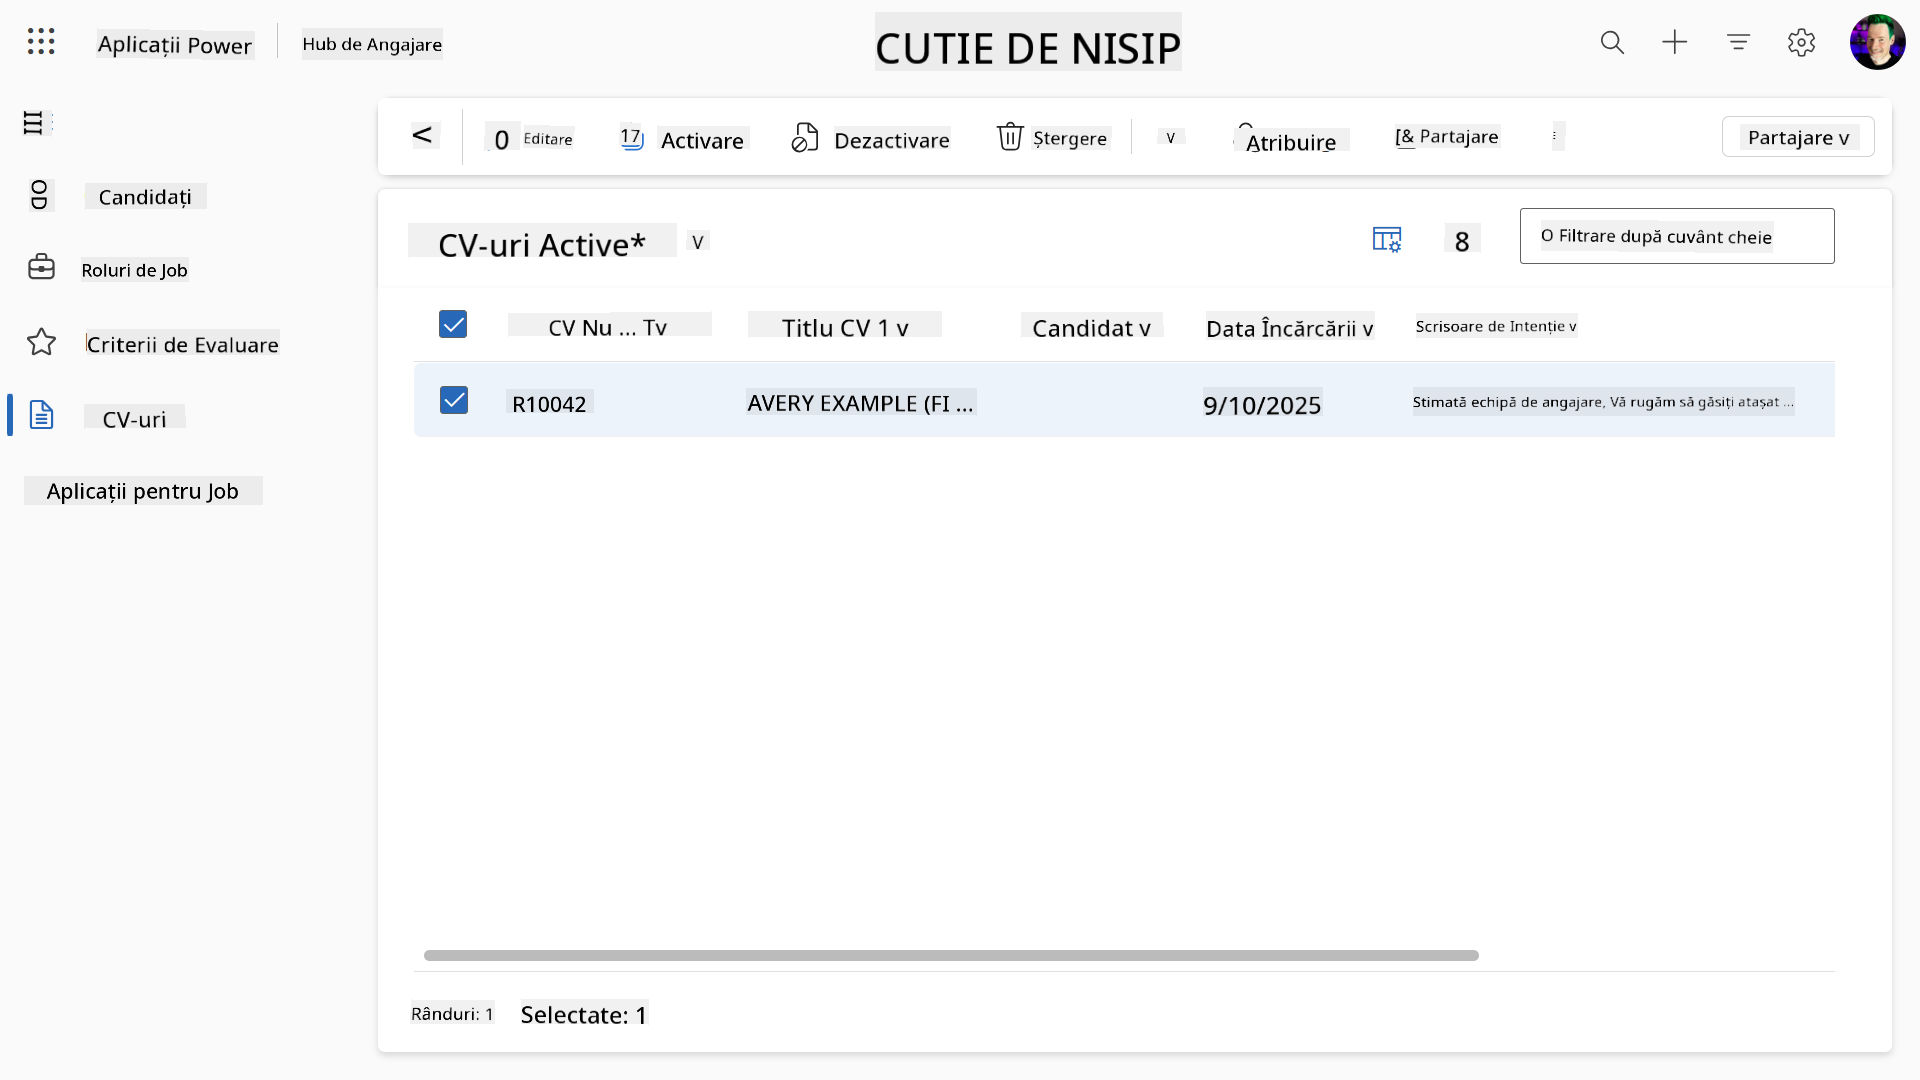 Aplicații Power
Hub de Angajare
CUTIE DE NISIP
Candidați
Roluri de Job
Criterii de Evaluare
CV-uri
Aplicații pentru Job
<
0 Editare
17 Activare
Dezactivare
Ștergere
v
Atribuire
[& Partajare
Partajare v
CV-uri Active* v
8
O Filtrare după cuvânt cheie
CV Nu ... Tv
Titlu CV 1 v
Candidat v
Data Încărcării v
Scrisoare de Intenție v
R10042
AVERY EXAMPLE (FI ...
9/10/2025
Stimată echipă de angajare, Vă rugăm să găsiți atașat ...
Rânduri: 1
Selectate: 1